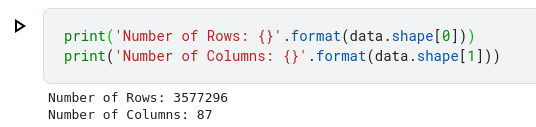 print('Number of Rows: {}'.format(data.shape[0]))
print('Number of Columns: {}'.format(data.shape[1]))
Number of Rows: 3577296
Number of Columns: 87